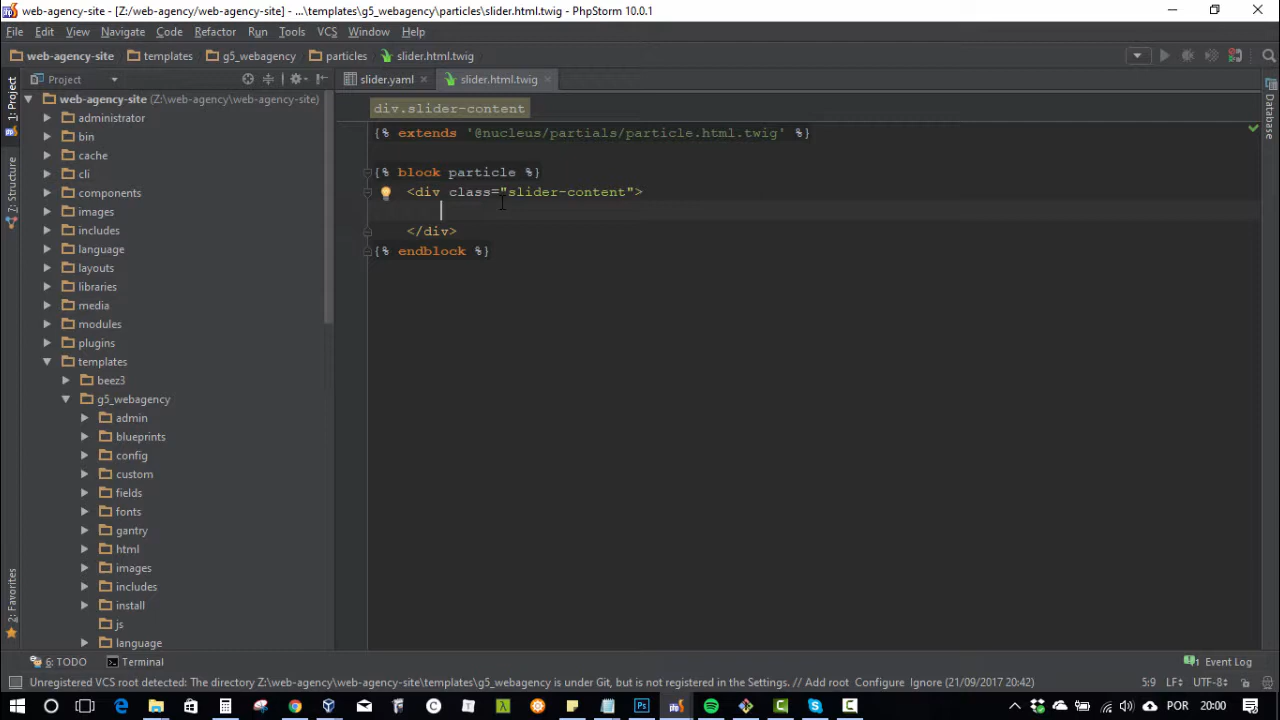 web-agency-site - [Z:/web-agency/web-agency-site] - ...\templates\g5_webagency\particles\slider.html.twig - PhpStorm 10.0.1
File Edit View Navigate Code Refactor Run Tools VCS Window Help
web-agency-site templates g5_webagency particles slider.html.twig
Project
slider.yaml
slider.html.twig
1: Project
7: Structure
2: Favorites
Database
web-agency-site (Z:\web-agency\web-agency-site)
administrator
bin
cache
cli
components
images
includes
language
layouts
libraries
media
modules
plugins
templates
beez3
g5_webagency
admin
blueprints
config
custom
fields
fonts
gantry
html
images
includes
install
js
language
div.slider-content
{% extends '@nucleus/partials/particle.html.twig' %}
{% block particle %}
<div class="slider-content">
</div>
{% endblock %}
6: TODO
Terminal
1 Event Log
Unregistered VCS root detected: The directory Z:\web-agency\web-agency-site\templates\g5_webagency is under Git, but is not registered in the Settings. // Add root Configure Ignore (21/09/2017 20:42)
5:9 LF÷ UTF-8÷
POR 20:00